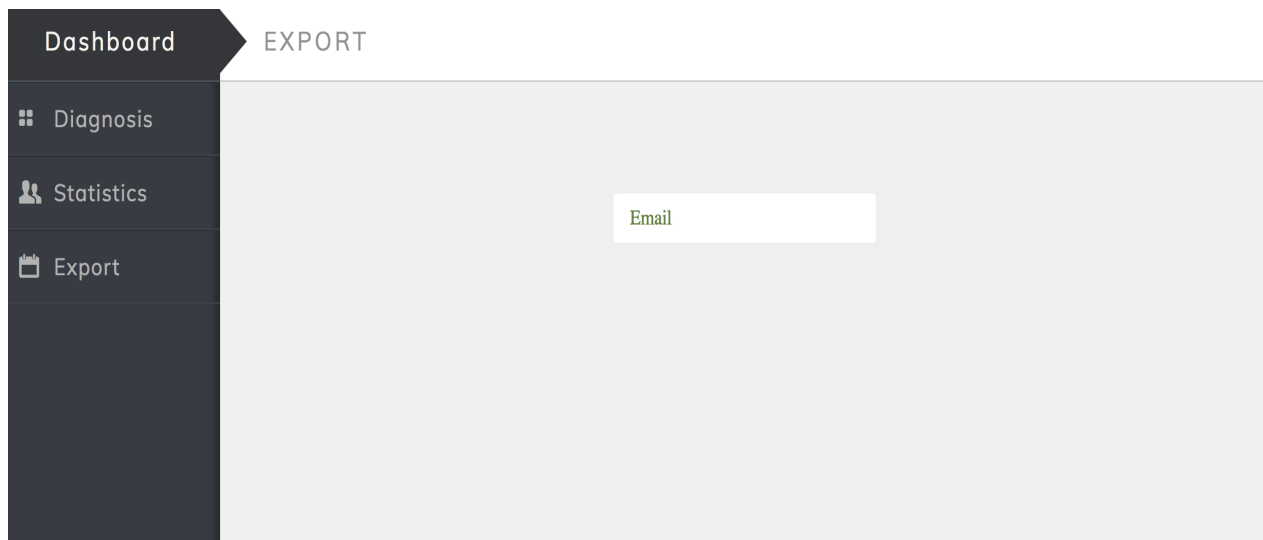 Dashboard
EXPORT
Diagnosis
Statistics
Export
Email